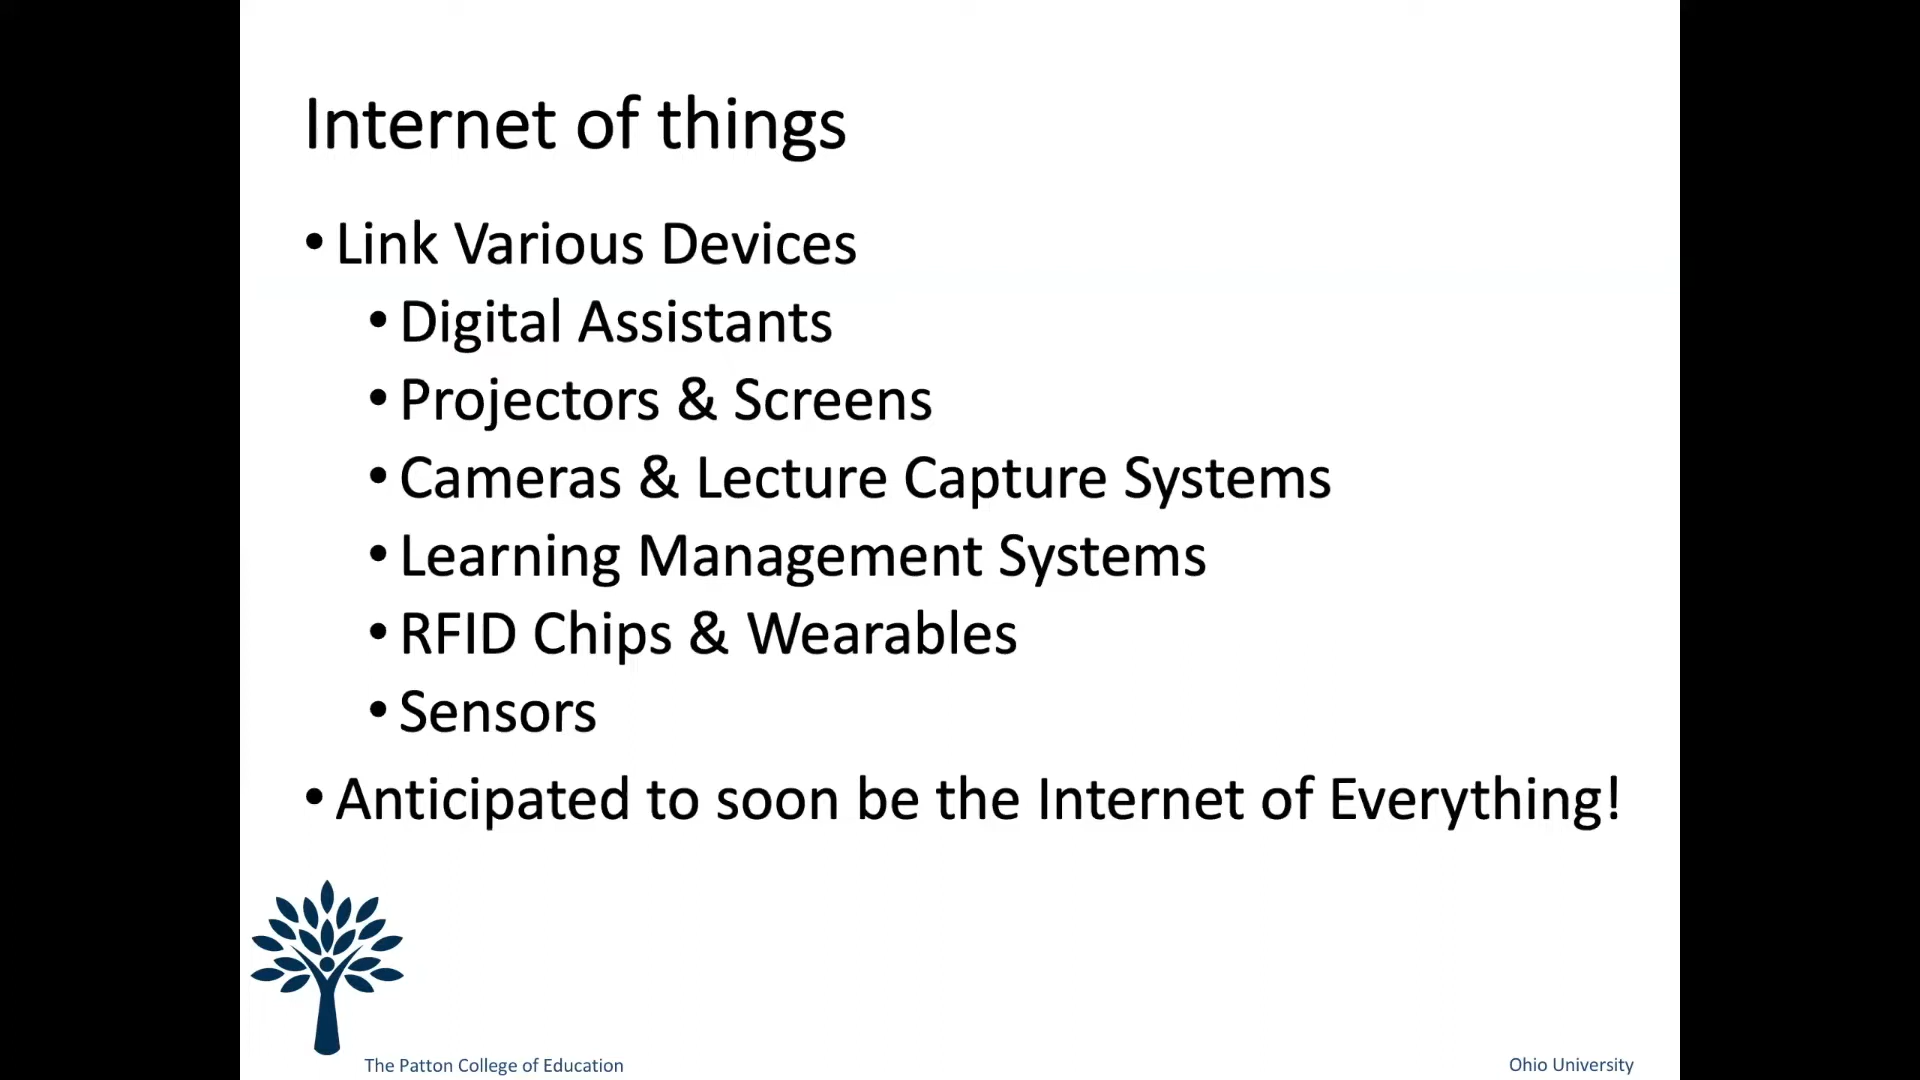 Internet of things
• Link Various Devices
• Digital Assistants
• Projectors & Screens
• Cameras & Lecture Capture Systems
• Learning Management Systems
• RFID Chips & Wearables
• Sensors
• Anticipated to soon be the Internet of Everything!
The Patton College of Education
Ohio University